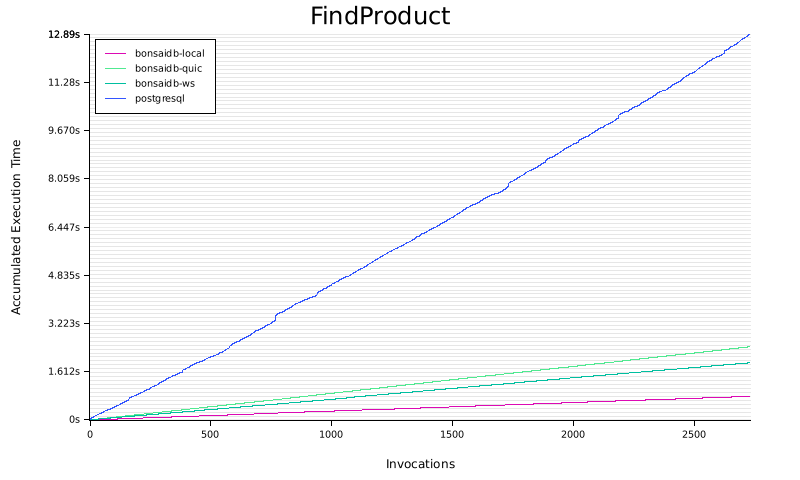 FindProduct
12.89s
11.28s
9.670s
8.059s
6.447s
4.835s
3.223s
1.612s
0s
Accumulated Execution Time
bonsaidb-local
bonsaidb-quic
bonsaidb-ws
postgresql
0 500 1000 1500 2000 2500
Invocations